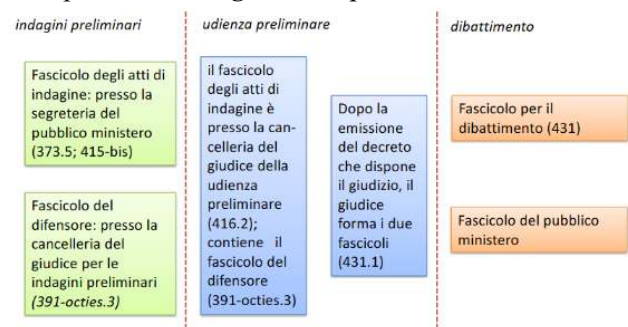 indagini preliminari
udienza preliminare
dibattimento
Fascicolo degli atti di
indagine: presso la
segreteria del
pubblico ministero
(373.5; 415-bis)
Fascicolo del
difensore: presso la
cancelleria del
giudice per le
indagini preliminari
(391-octies.3)
il fascicolo
degli atti di
indagine è
presso la can-
celleria del
giudice della
udienza
preliminare
(416.2);
contiene il
fascicolo del
difensore
(391-octies.3)
Dopo la
emissione
del decreto
che dispone
il giudizio, il
giudice
forma i due
fascicoli
(431.1)
Fascicolo per il
dibattimento (431)
Fascicolo del pubblico
ministero